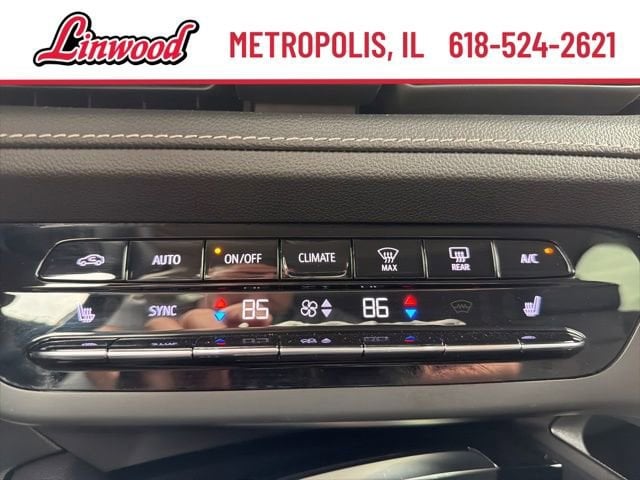 Linwood METROPOLIS, IL 618-524-2621
AUTO ON/OFF CLIMATE MAX REAR A/C
SYNC 85 86